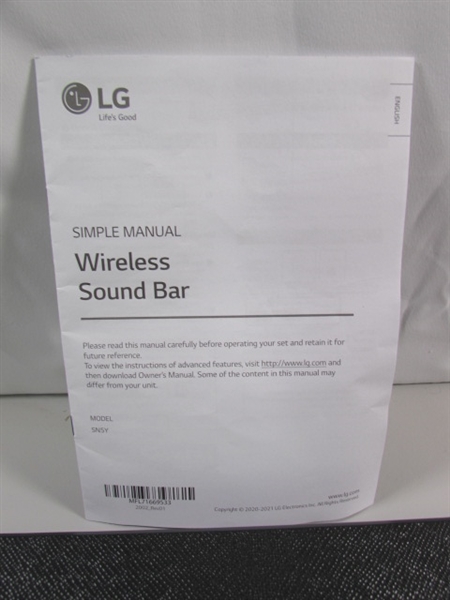 LG
Life's Good
ENGLISH
SIMPLE MANUAL
Wireless
Sound Bar
Please read this manual carefully before operating your set and retain it for
future reference.
To view the instructions of advanced features, visit http://www.lg.com and
then download Owner's Manual. Some of the content in this manual may
differ from your unit.
MODEL
SN5Y
MFL71669533
www.lg.com
Copyright © 2020-2021 LG Electronics Inc. All Rights Reserved.